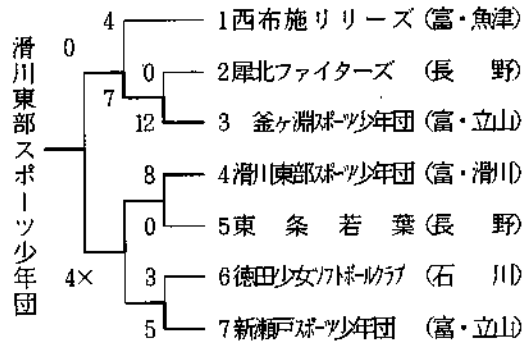 滑川東部スポーツ少年団
0
4×
4
7
0
12
8
0
3
5
1西布施リリーズ(富・魚津)
2犀北ファイターズ(長野)
3 釜ヶ淵スポーツ少年団(富・立山)
4滑川東部スポーツ少年団(富・滑川)
5東条若葉(長野)
6徳田少女ソフトボールクラブ(石川)
7新瀬戸スポーツ少年団(富・立山)